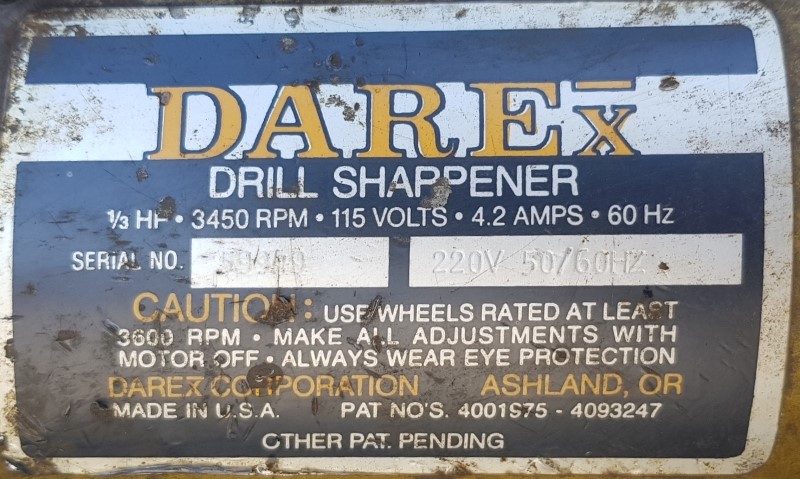 DAREX
DRILL SHARPENER
1/3 HP • 3450 RPM • 115 VOLTS • 4.2 AMPS • 60 Hz
SERIAL NO. 220V 50/60HZ
CAUTION: USE WHEELS RATED AT LEAST
3600 RPM • MAKE ALL ADJUSTMENTS WITH
MOTOR OFF • ALWAYS WEAR EYE PROTECTION
DAREX CORPORATION ASHLAND, OR
MADE IN U.S.A. PAT NO'S. 4001975 - 4093247
OTHER PAT. PENDING